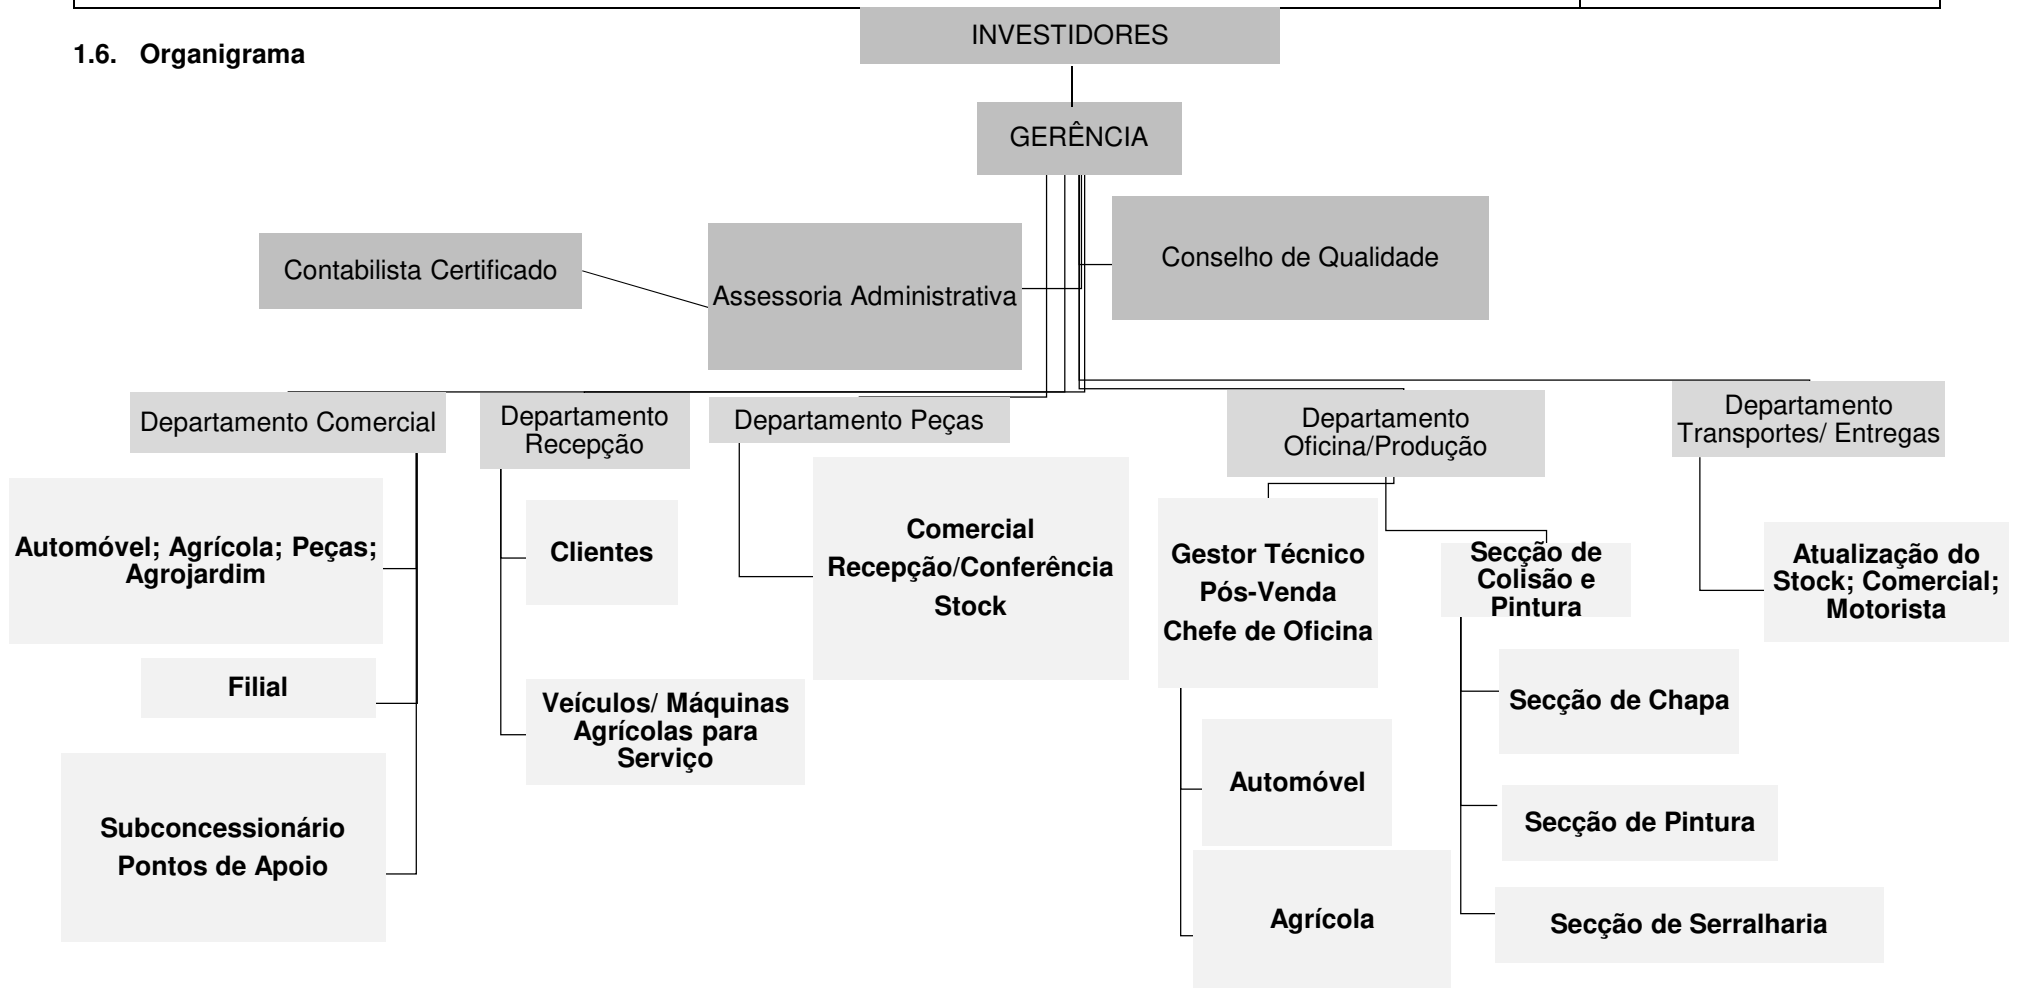 INVESTIDORES
1.6. Organigrama
GERÊNCIA
Conselho de Qualidade
Contabilista Certificado
Assessoria Administrativa
Departamento Comercial
Departamento
Recepção
Departamento Peças
Departamento
Oficina/Produção
Departamento
Transportes/ Entregas
Automóvel; Agrícola; Peças;
Agrojardim
Filial
Subconcessionário
Pontos de Apoio
Clientes
Veículos/ Máquinas
Agrícolas para
Serviço
Comercial
Recepção/Conferência
Stock
Gestor Técnico
Pós-Venda
Chefe de Oficina
Automóvel
Agrícola
Secção de
Colisão e
Pintura
Secção de Chapa
Secção de Pintura
Secção de Serralharia
Atualização do
Stock; Comercial;
Motorista